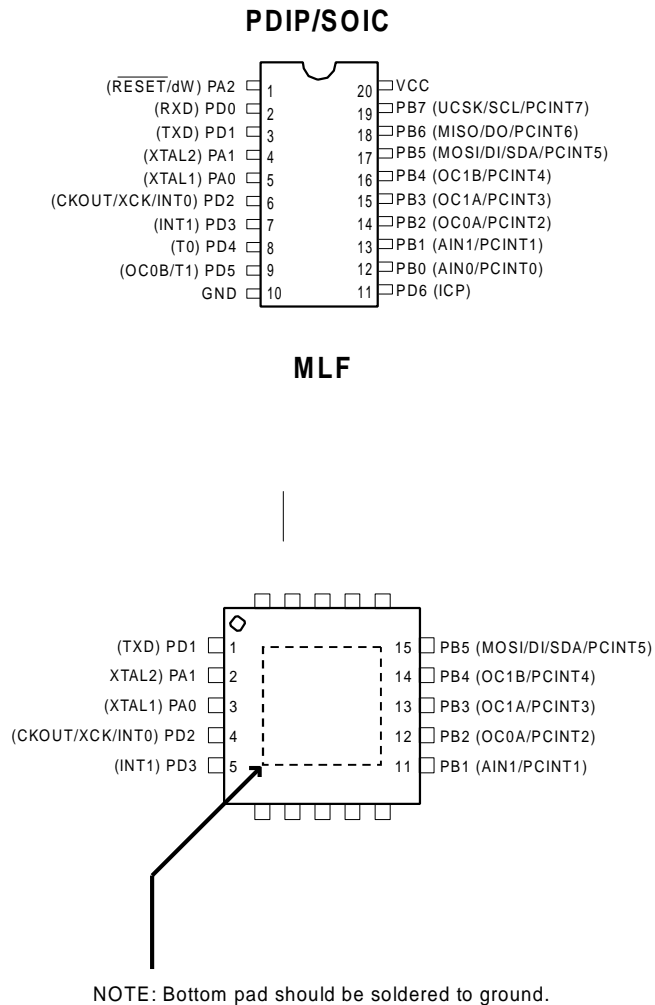 PDIP/SOIC
(RESET/dW) PA2 1 20 VCC
(RXD) PD0 2 19 PB7 (UCSK/SCL/PCINT7)
(TXD) PD1 3 18 PB6 (MISO/DO/PCINT6)
(XTAL2) PA1 4 17 PB5 (MOSI/DI/SDA/PCINT5)
(XTAL1) PA0 5 16 PB4 (OC1B/PCINT4)
(CKOUT/XCK/INT0) PD2 6 15 PB3 (OC1A/PCINT3)
(INT1) PD3 7 14 PB2 (OC0A/PCINT2)
(T0) PD4 8 13 PB1 (AIN1/PCINT1)
(OC0B/T1) PD5 9 12 PB0 (AIN0/PCINT0)
GND 10 11 PD6 (ICP)
MLF
(TXD) PD1 1 15 PB5 (MOSI/DI/SDA/PCINT5)
XTAL2) PA1 2 14 PB4 (OC1B/PCINT4)
(XTAL1) PA0 3 13 PB3 (OC1A/PCINT3)
(CKOUT/XCK/INT0) PD2 4 12 PB2 (OC0A/PCINT2)
(INT1) PD3 5 11 PB1 (AIN1/PCINT1)
NOTE: Bottom pad should be soldered to ground.